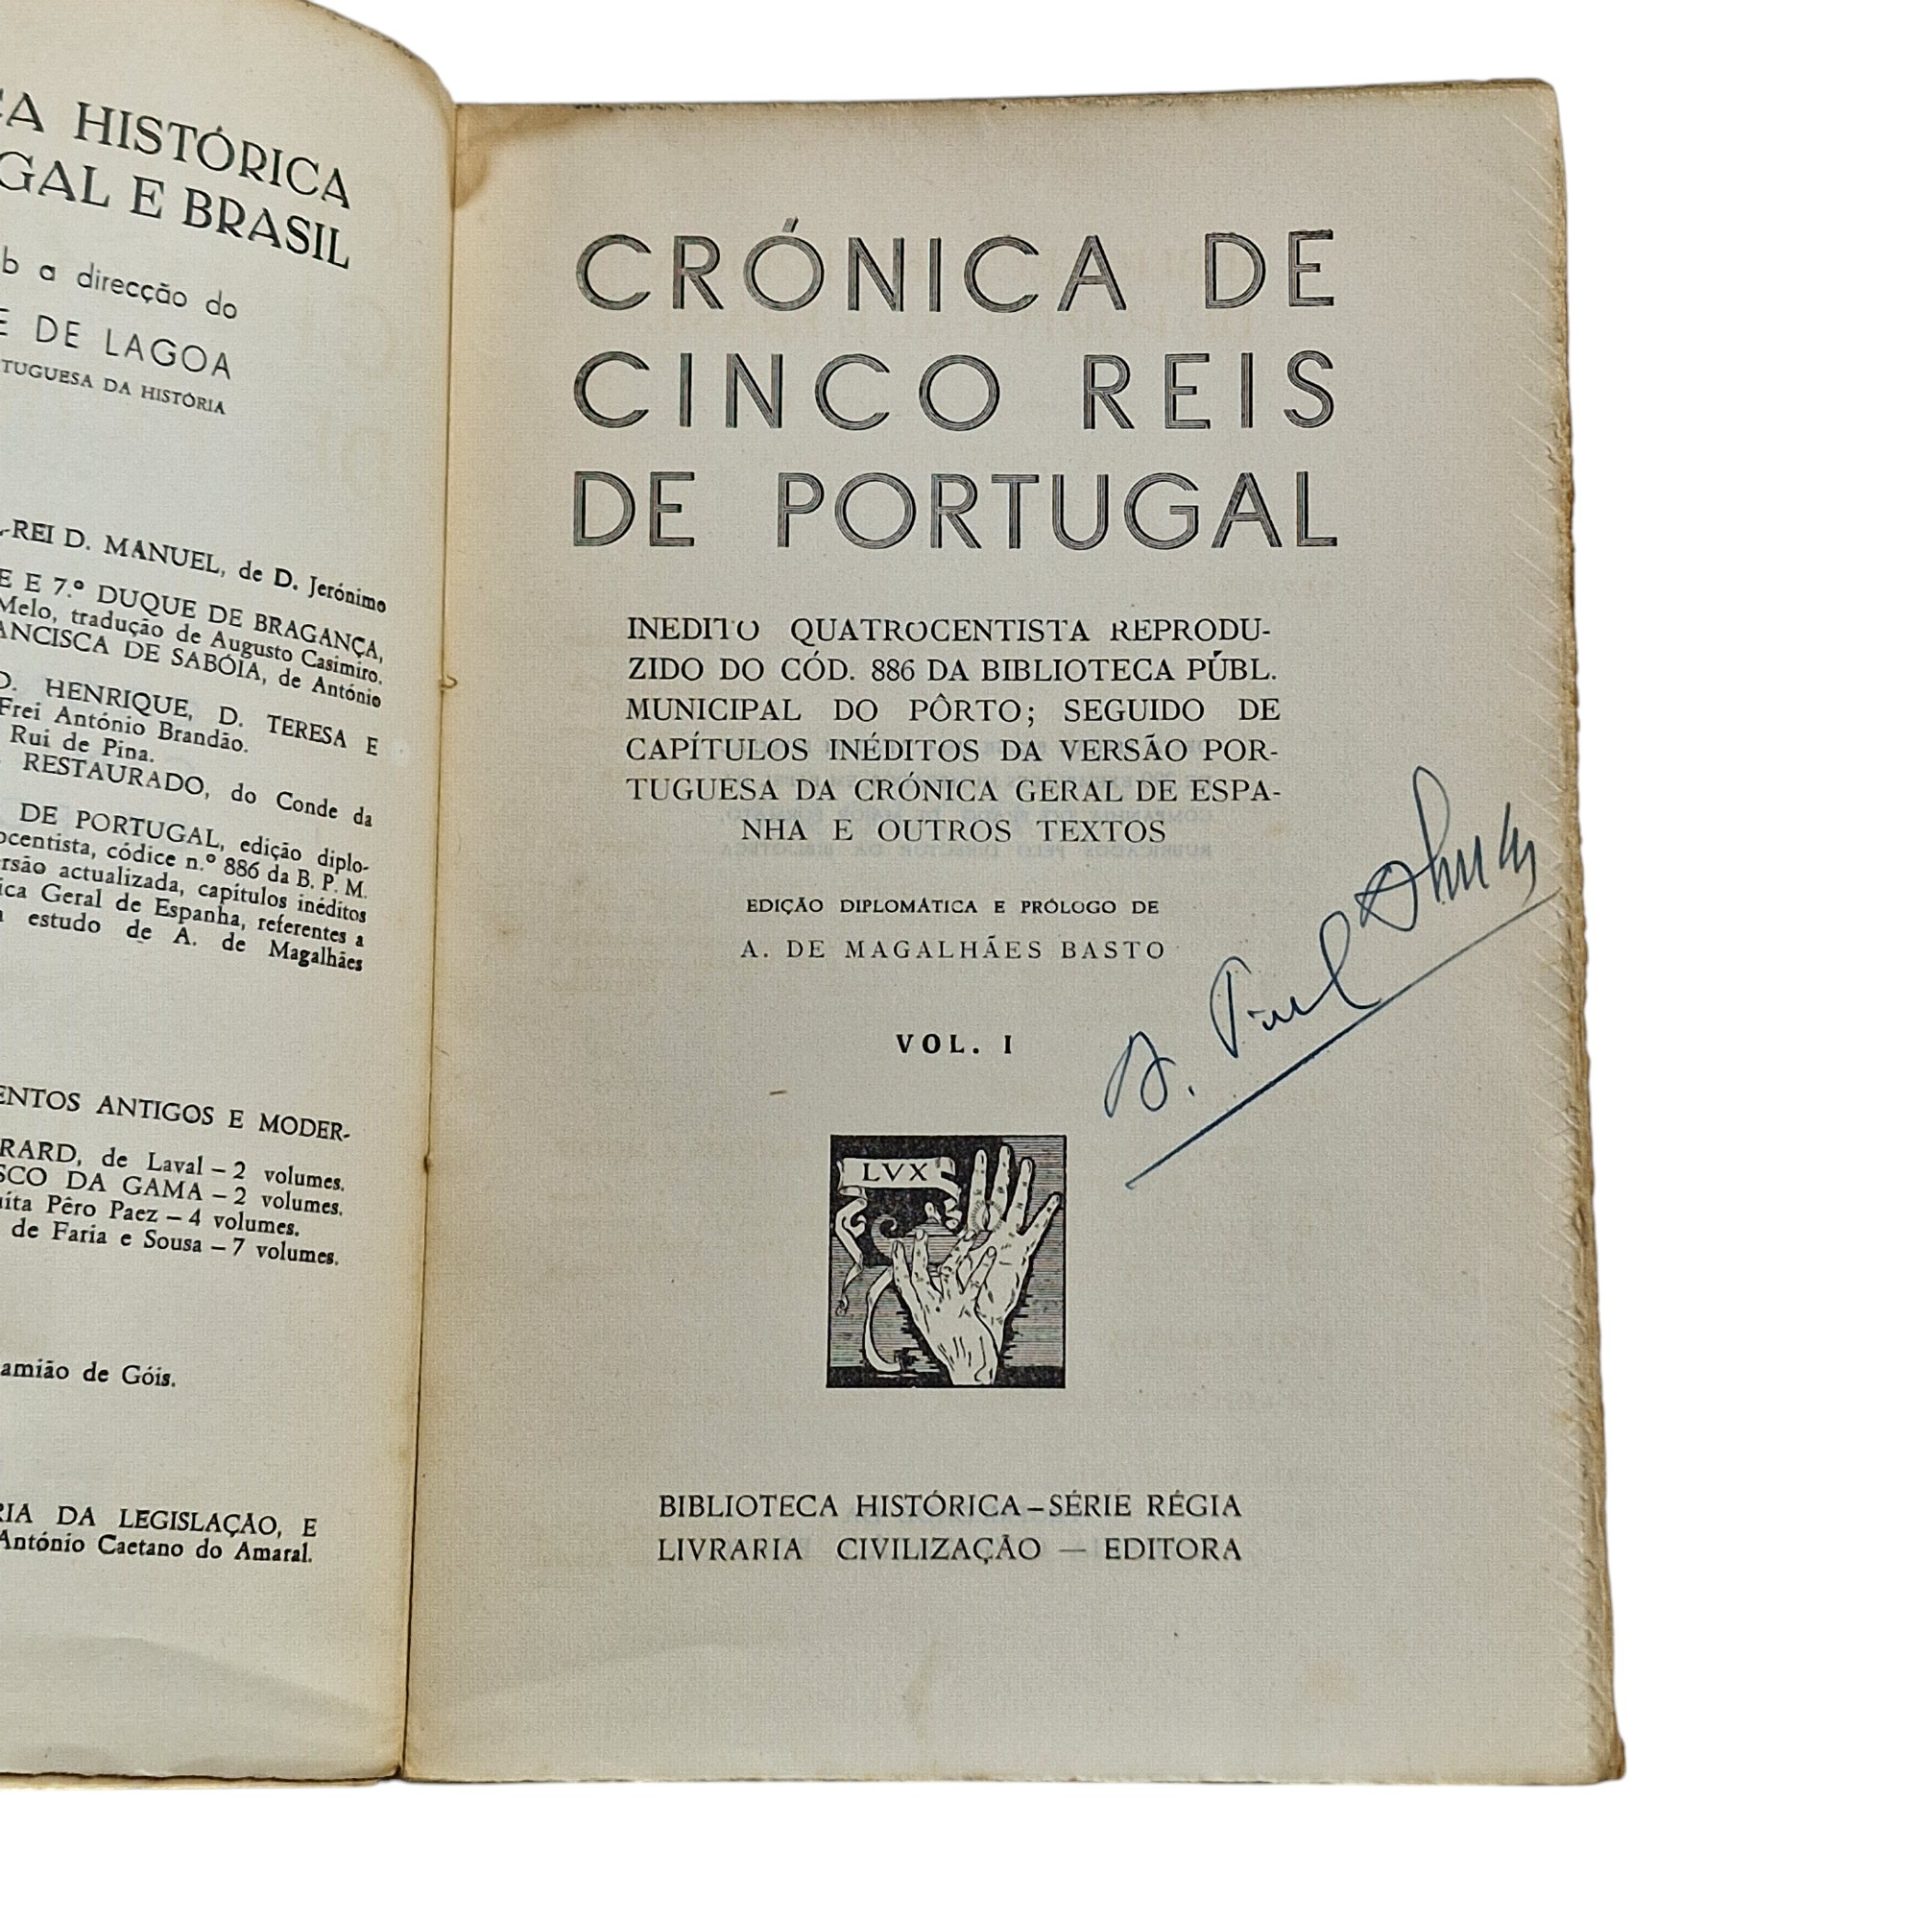 CA HISTÓRICA
GAL E BRASIL
b a direcção do
E DE LAGOA
TUGUESA DA HISTÓRIA
-REI D. MANUEL, de D. Jerónimo
E E 7.º DUQUE DE BRAGANÇA,
Melo, tradução de Augusto Casimiro.
ANCISCA DE SABÓIA, de António
D. HENRIQUE, D. TERESA E
Frei António Brandão.
Rui de Pina.
RESTAURADO, do Conde da
DE PORTUGAL, edição diplo-
ocentista, códice n.º 886 da B. P. M.
ersão actualizada, capítulos inéditos
ica Geral de Espanha, referentes a
estudo de A. de Magalhães
ENTOS ANTIGOS E MODER-
RARD, de Laval – 2 volumes.
SCO DA GAMA – 2 volumes.
uíta Pêro Paez – 4 volumes.
de Faria e Sousa – 7 volumes.
amião de Góis.
RIA DA LEGISLAÇÃO, E
António Caetano do Amaral.
CRÓNICA DE
CINCO REIS
DE PORTUGAL
INEDITO QUATROCENTISTA REPRODU-
ZIDO DO CÓD. 886 DA BIBLIOTECA PÚBL.
MUNICIPAL DO PÔRTO; SEGUIDO DE
CAPÍTULOS INÉDITOS DA VERSÃO POR-
TUGUESA DA CRÓNICA GERAL DE ESPA-
NHA E OUTROS TEXTOS
EDIÇÃO DIPLOMÁTICA E PRÓLOGO DE
A. DE MAGALHÃES BASTO
VOL. I
LVX
BIBLIOTECA HISTÓRICA – SÉRIE RÉGIA
LIVRARIA CIVILIZAÇÃO — EDITORA